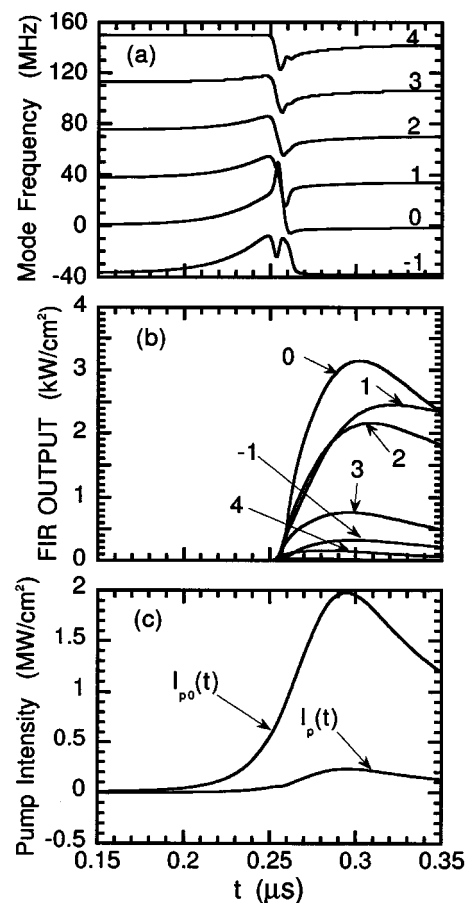 160
(a)
4
120
3
80
2
40
1
0
0
-1
-40
Mode Frequency (MHz)
4
(b)
0
3
1
2
2
-1
3
1
4
0
FIR OUTPUT (kW/cm²)
2
(c)
1.5
1
Ip0(t)
Ip(t)
0.5
0
-0.5
Pump Intensity (MW/cm²)
0.15 0.2 0.25 0.3 0.35
t (μs)